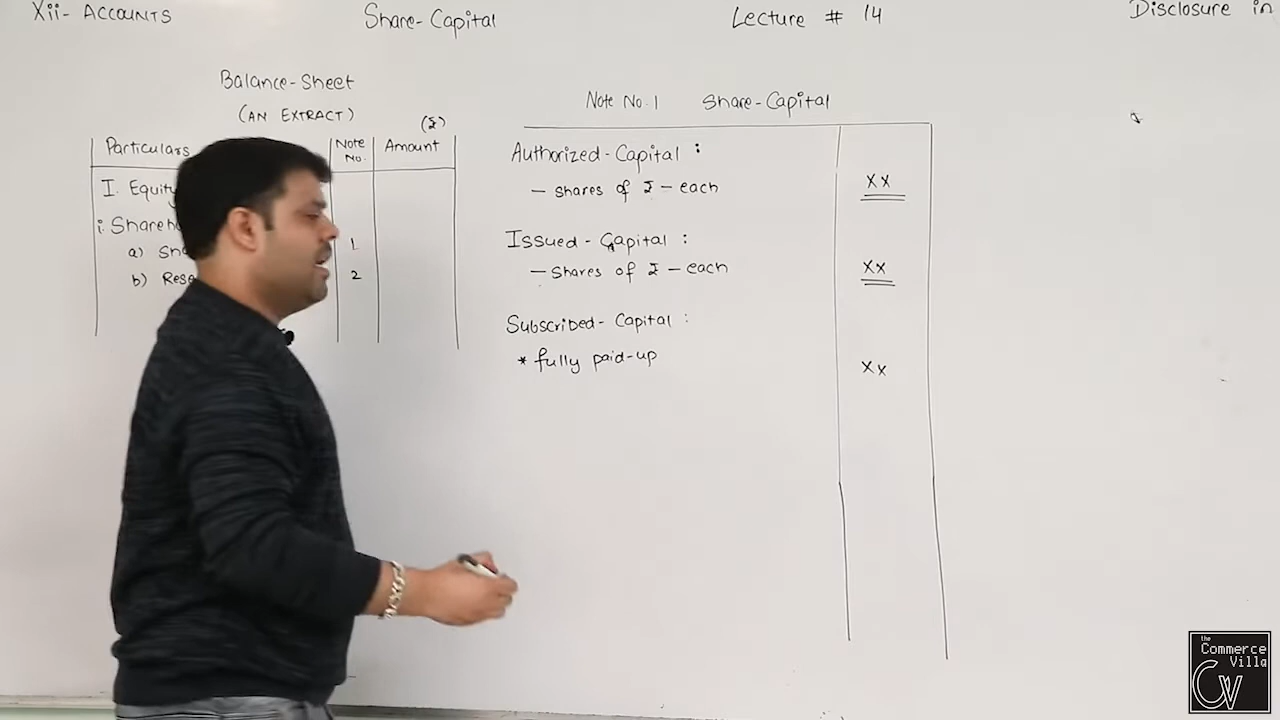 Xii- ACCOUNTS
Share-Capital
Lecture # 14
Disclosure in
Balance-Sheet
(AN EXTRACT)
(₹)
Particulars
Note No.
Amount
I. Equity
i. Shareh
a) Sha
1
b) Rese
2
Note No. 1 Share-Capital
Authorized-Capital :
- shares of ₹ - each
XX
Issued-Capital :
- shares of ₹ - each
XX
Subscribed-Capital :
* fully paid-up
XX
the
Commerce
Villa
CV